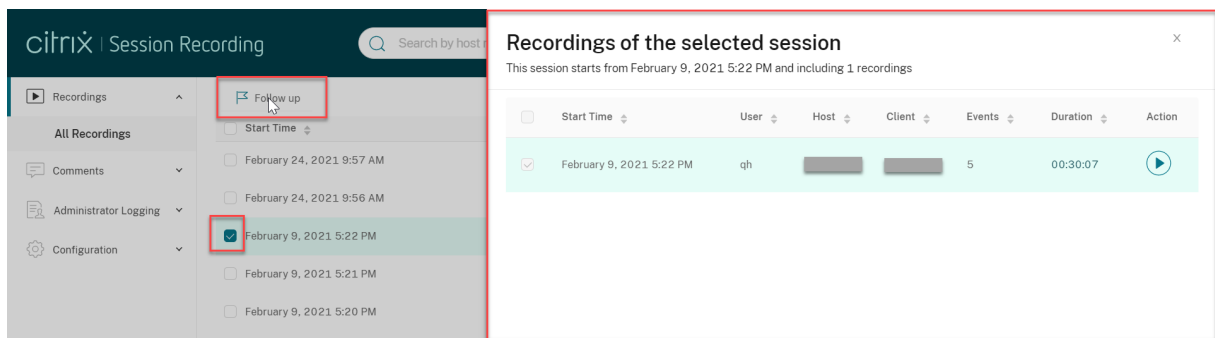 citrix | Session Recording
Search by host
Recordings
All Recordings
Comments
Administrator Logging
Configuration
Follow up
Start Time
February 24, 2021 9:57 AM
February 24, 2021 9:56 AM
February 9, 2021 5:22 PM
February 9, 2021 5:21 PM
February 9, 2021 5:20 PM
Recordings of the selected session
This session starts from February 9, 2021 5:22 PM and including 1 recordings
Start Time User Host Client Events Duration Action
February 9, 2021 5:22 PM qh 5 00:30:07